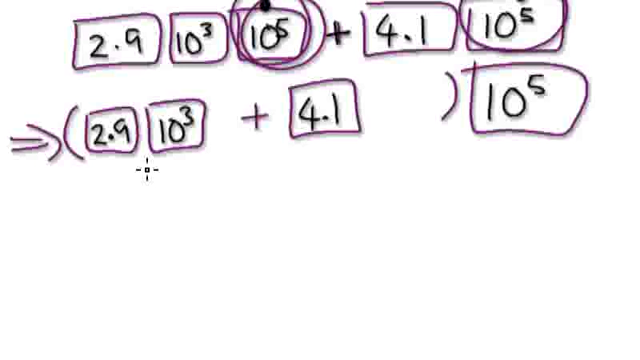 2.9 10³ 10⁵ + 4.1 10⁵
⇒ (2.9 10³ + 4.1 ) 10⁵